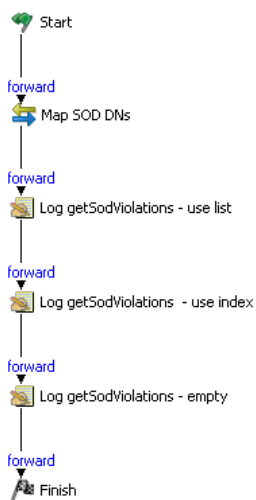 Start
forward
Map SOD DNs
forward
Log getSodViolations - use list
forward
Log getSodViolations - use index
forward
Log getSodViolations - empty
forward
Finish